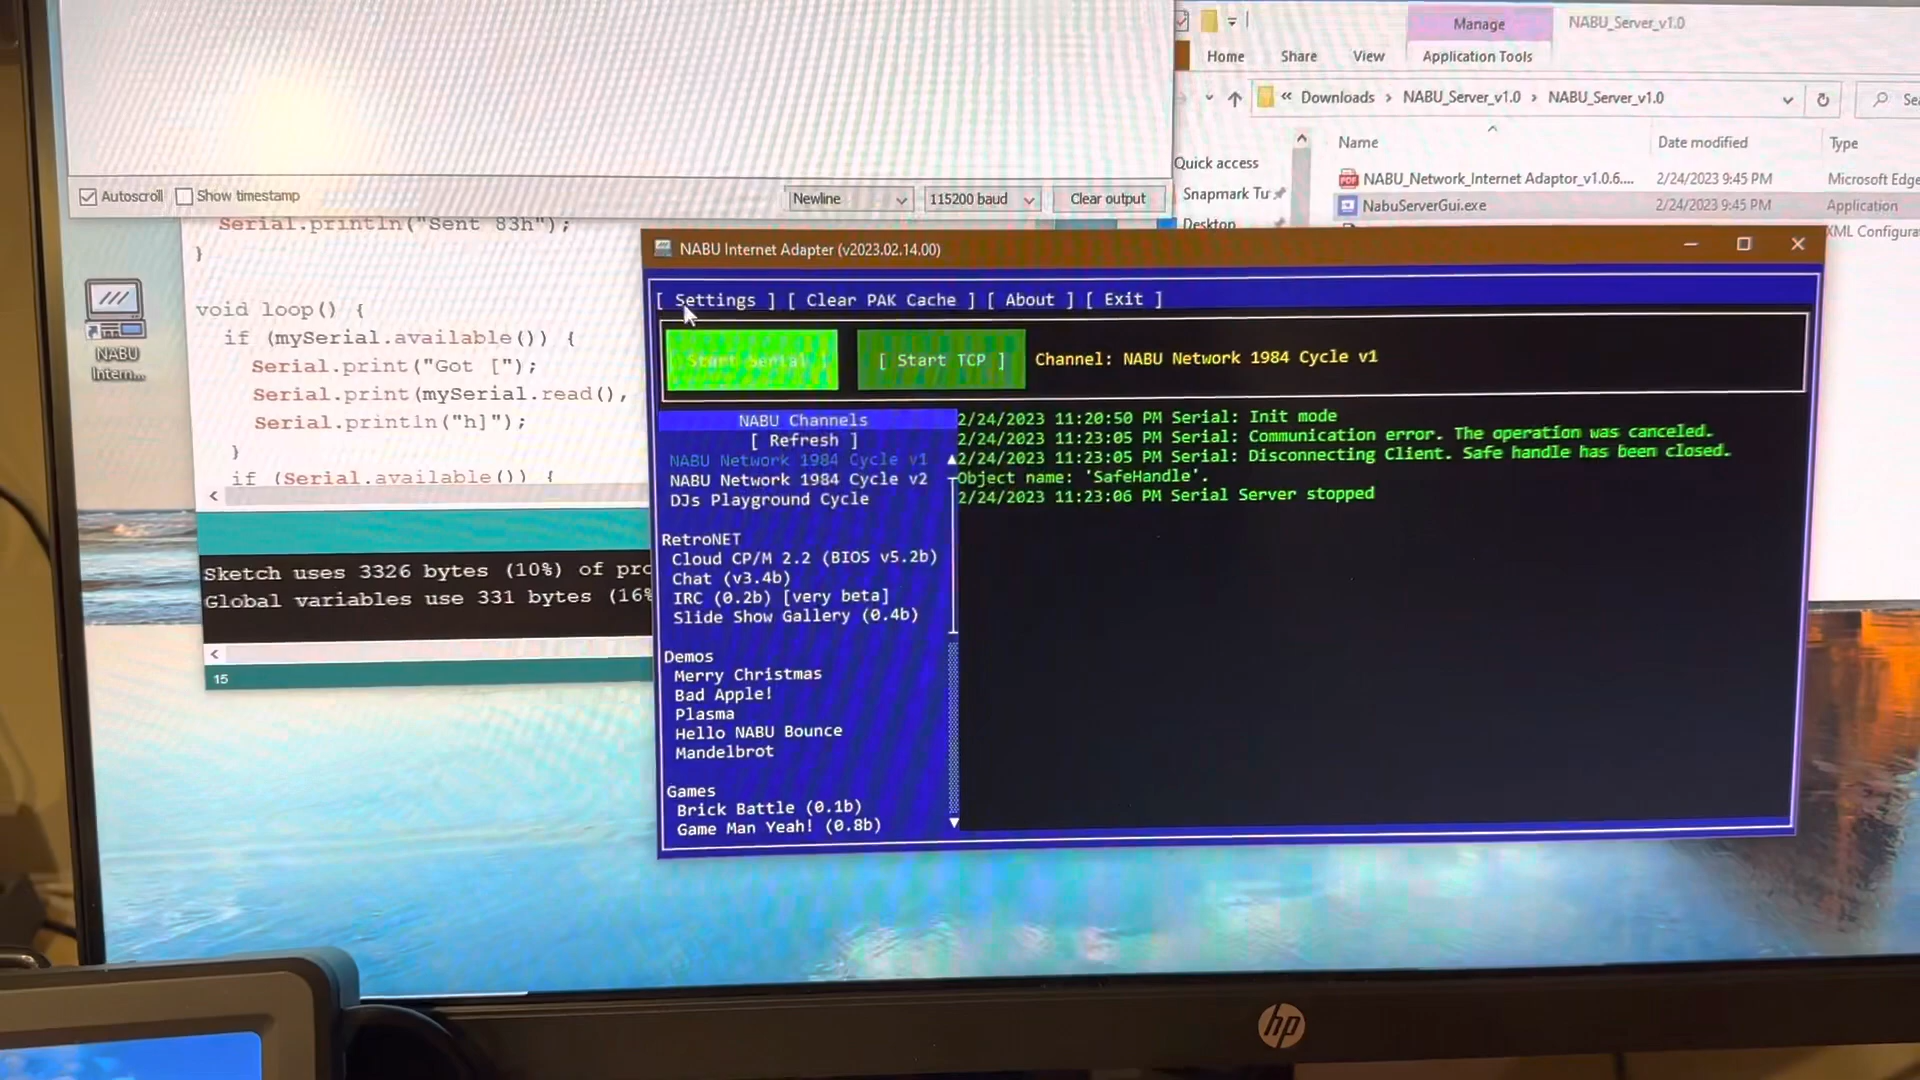 Manage
NABU_Server_v1.0
Home
Share
View
Application Tools
« Downloads › NABU_Server_v1.0 › NABU_Server_v1.0
Name
Date modified
Type
Quick access
NABU_Network_Internet Adaptor_v1.0.6....
2/24/2023 9:45 PM
Microsoft Edge
Snapmark Tu
NabuServerGui.exe
2/24/2023 9:45 PM
Application
Desktop
XML Configura
Autoscroll
Show timestamp
Newline
115200 baud
Clear output
Serial.println("Sent 83h");
}
void loop() {
if (mySerial.available()) {
Serial.print("Got [");
Serial.print(mySerial.read(),
Serial.println("h]");
}
if (Serial.available()) {
NABU
Intern...
Sketch uses 3326 bytes (10%) of pro
Global variables use 331 bytes (16%
15
NABU Internet Adapter (v2023.02.14.00)
[ Settings ] [ Clear PAK Cache ] [ About ] [ Exit ]
[ Start Serial ]
[ Start TCP ]
Channel: NABU Network 1984 Cycle v1
NABU Channels
[ Refresh ]
NABU Network 1984 Cycle v1
NABU Network 1984 Cycle v2
DJs Playground Cycle
RetroNET
Cloud CP/M 2.2 (BIOS v5.2b)
Chat (v3.4b)
IRC (0.2b) [very beta]
Slide Show Gallery (0.4b)
Demos
Merry Christmas
Bad Apple!
Plasma
Hello NABU Bounce
Mandelbrot
Games
Brick Battle (0.1b)
Game Man Yeah! (0.8b)
2/24/2023 11:20:50 PM Serial: Init mode
2/24/2023 11:23:05 PM Serial: Communication error. The operation was canceled.
2/24/2023 11:23:05 PM Serial: Disconnecting Client. Safe handle has been closed.
Object name: 'SafeHandle'.
2/24/2023 11:23:06 PM Serial Server stopped
hp